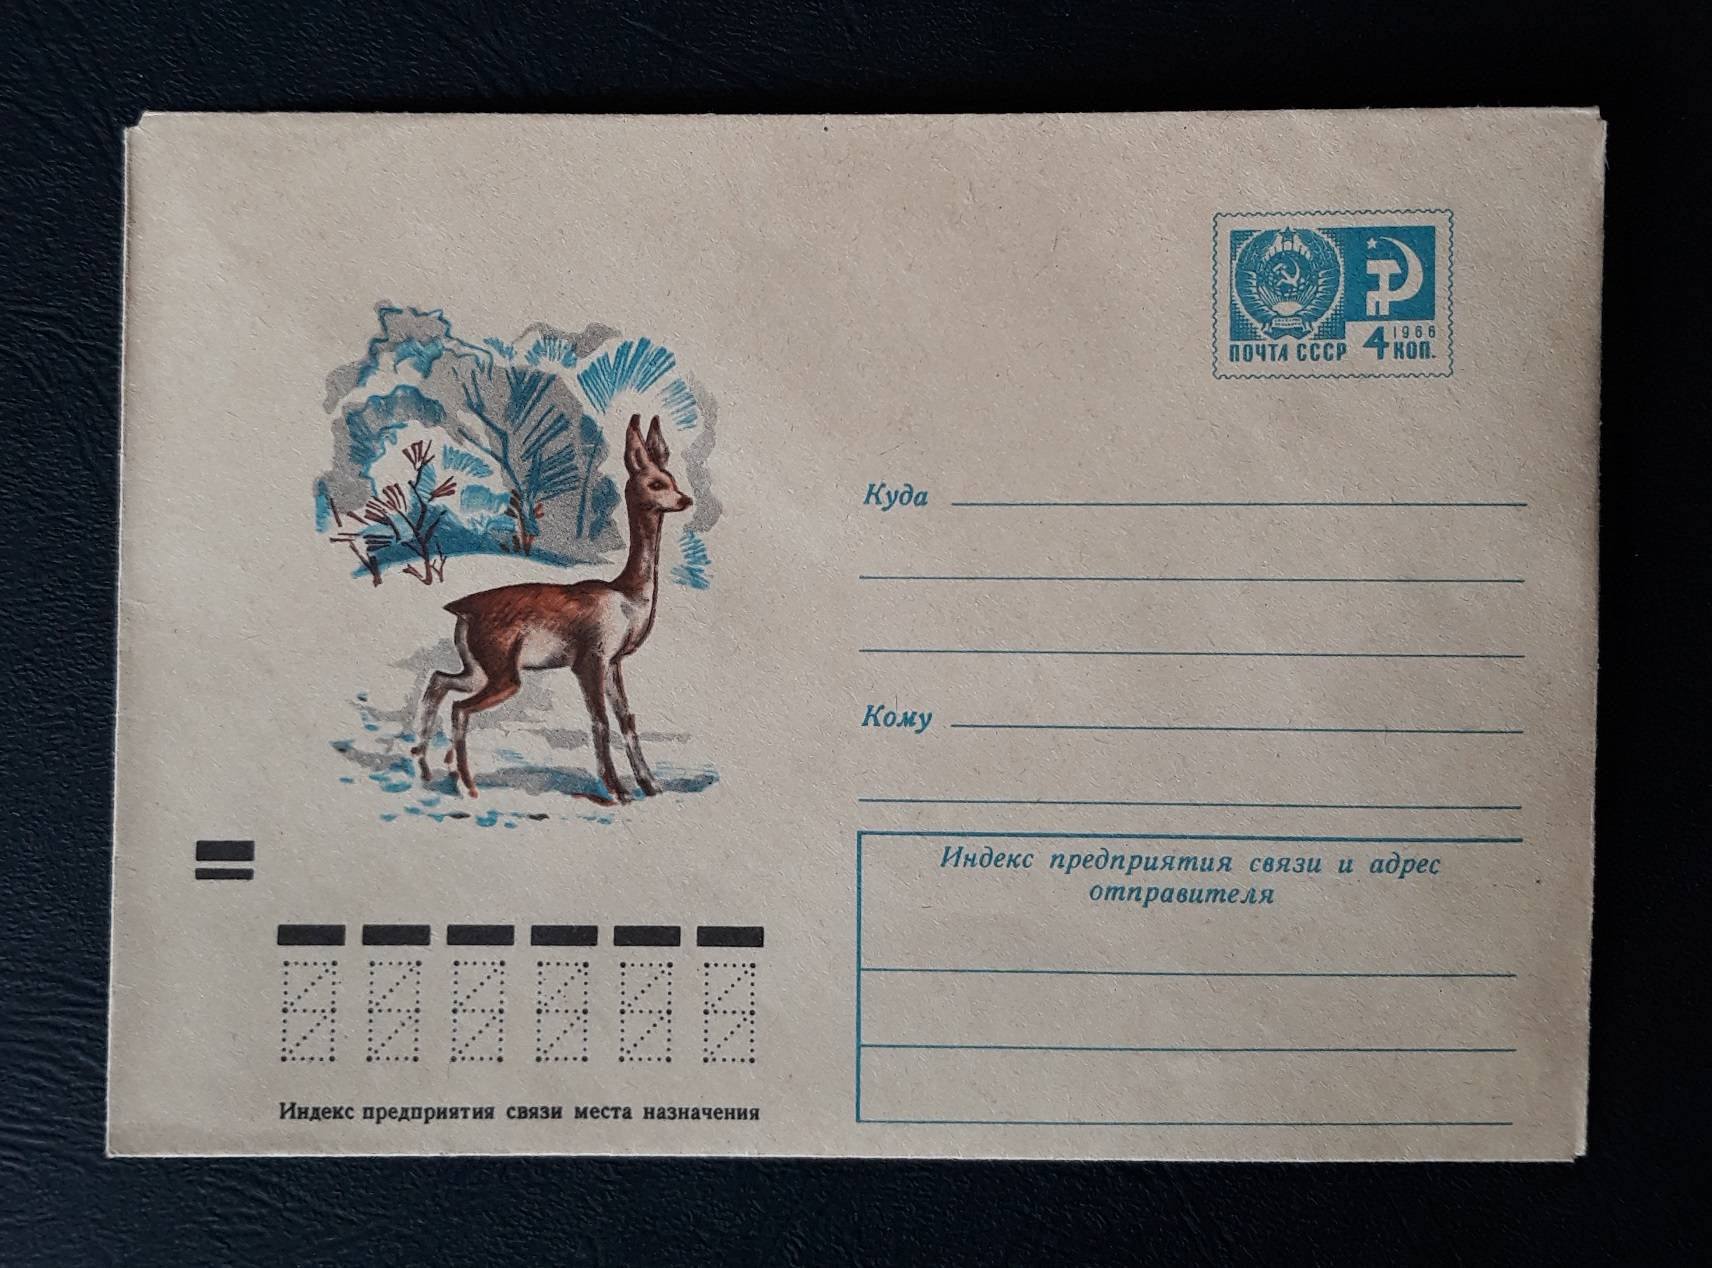 1966
ПОЧТА СССР 4 КОП.
Куда
Кому
Индекс предприятия связи и адрес
отправителя
Индекс предприятия связи места назначения